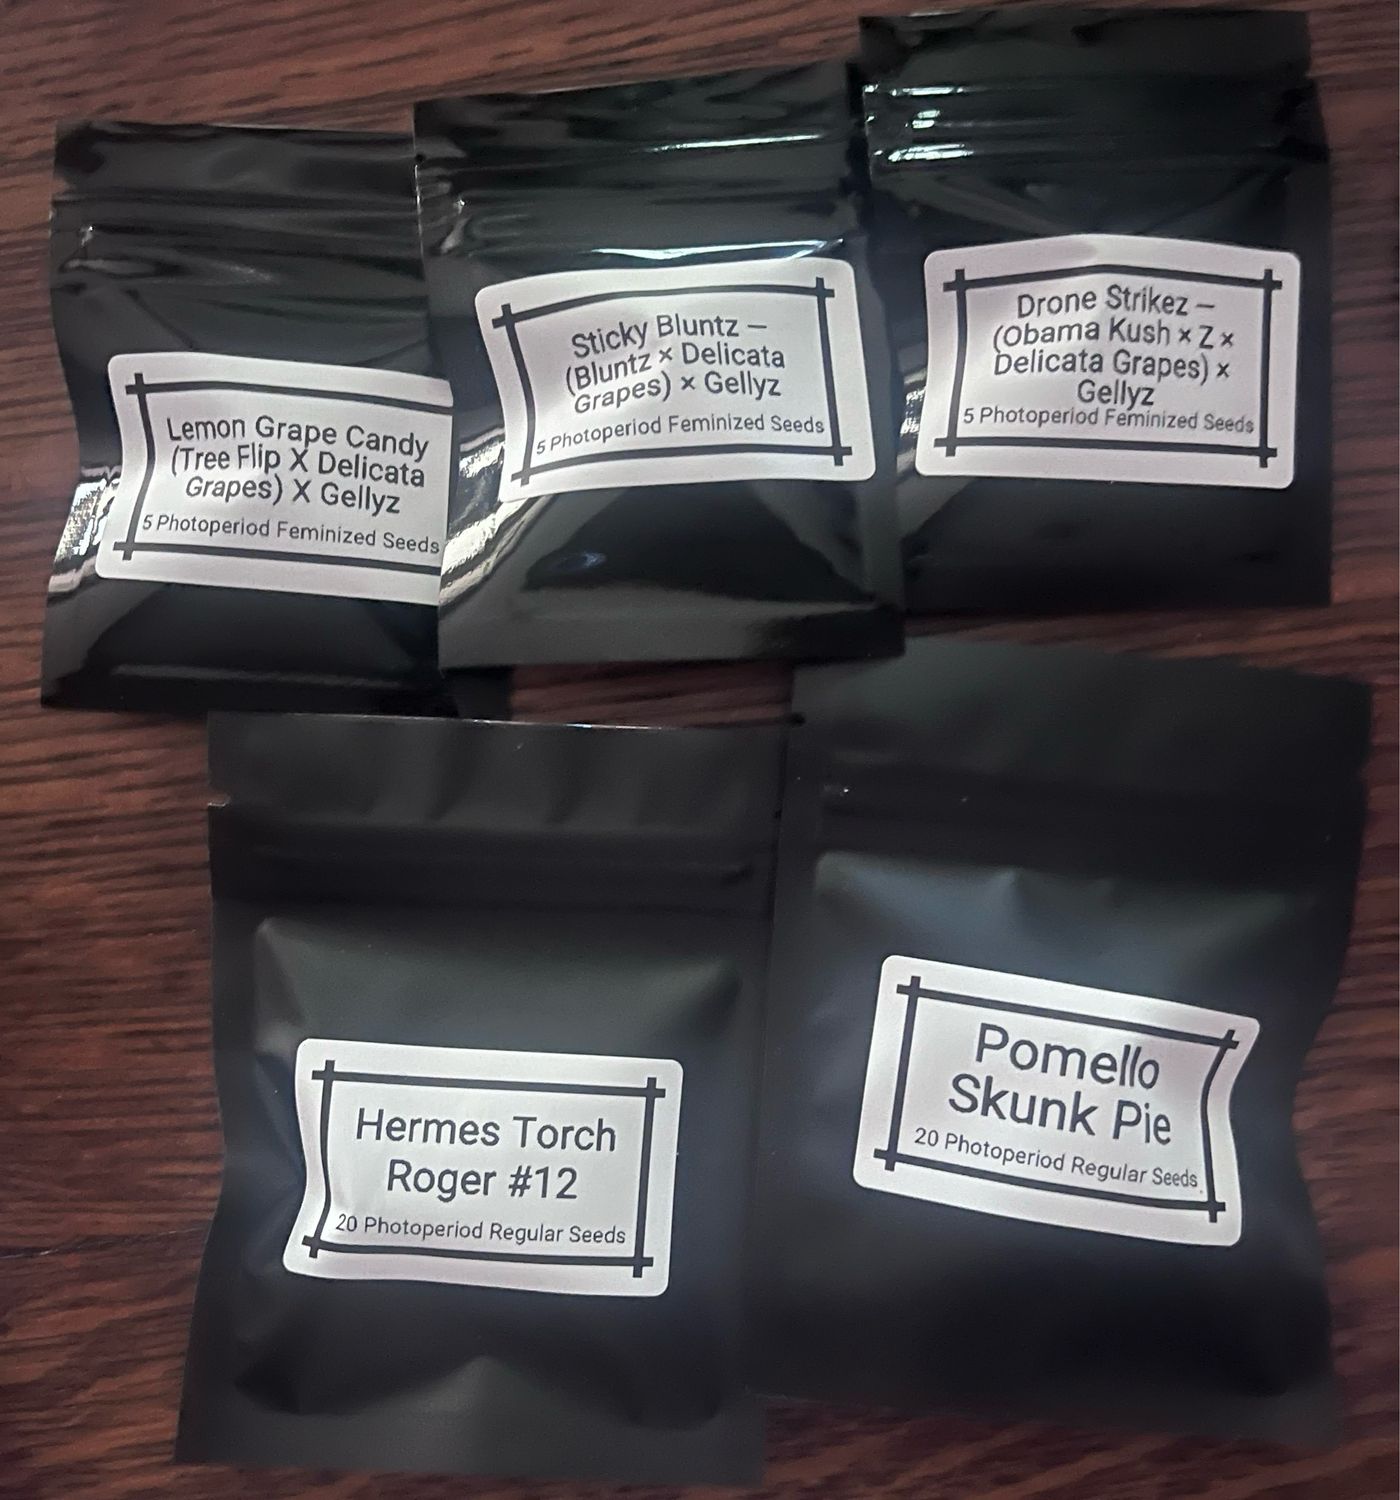 Lemon Grape Candy
(Tree Flip X Delicata
Grapes) X Gellyz
5 Photoperiod Feminized Seeds
Sticky Bluntz –
(Bluntz × Delicata
Grapes) × Gellyz
5 Photoperiod Feminized Seeds
Drone Strikez –
(Obama Kush × Z ×
Delicata Grapes) ×
Gellyz
5 Photoperiod Feminized Seeds
Hermes Torch
Roger #12
20 Photoperiod Regular Seeds
Pomello
Skunk Pie
20 Photoperiod Regular Seeds